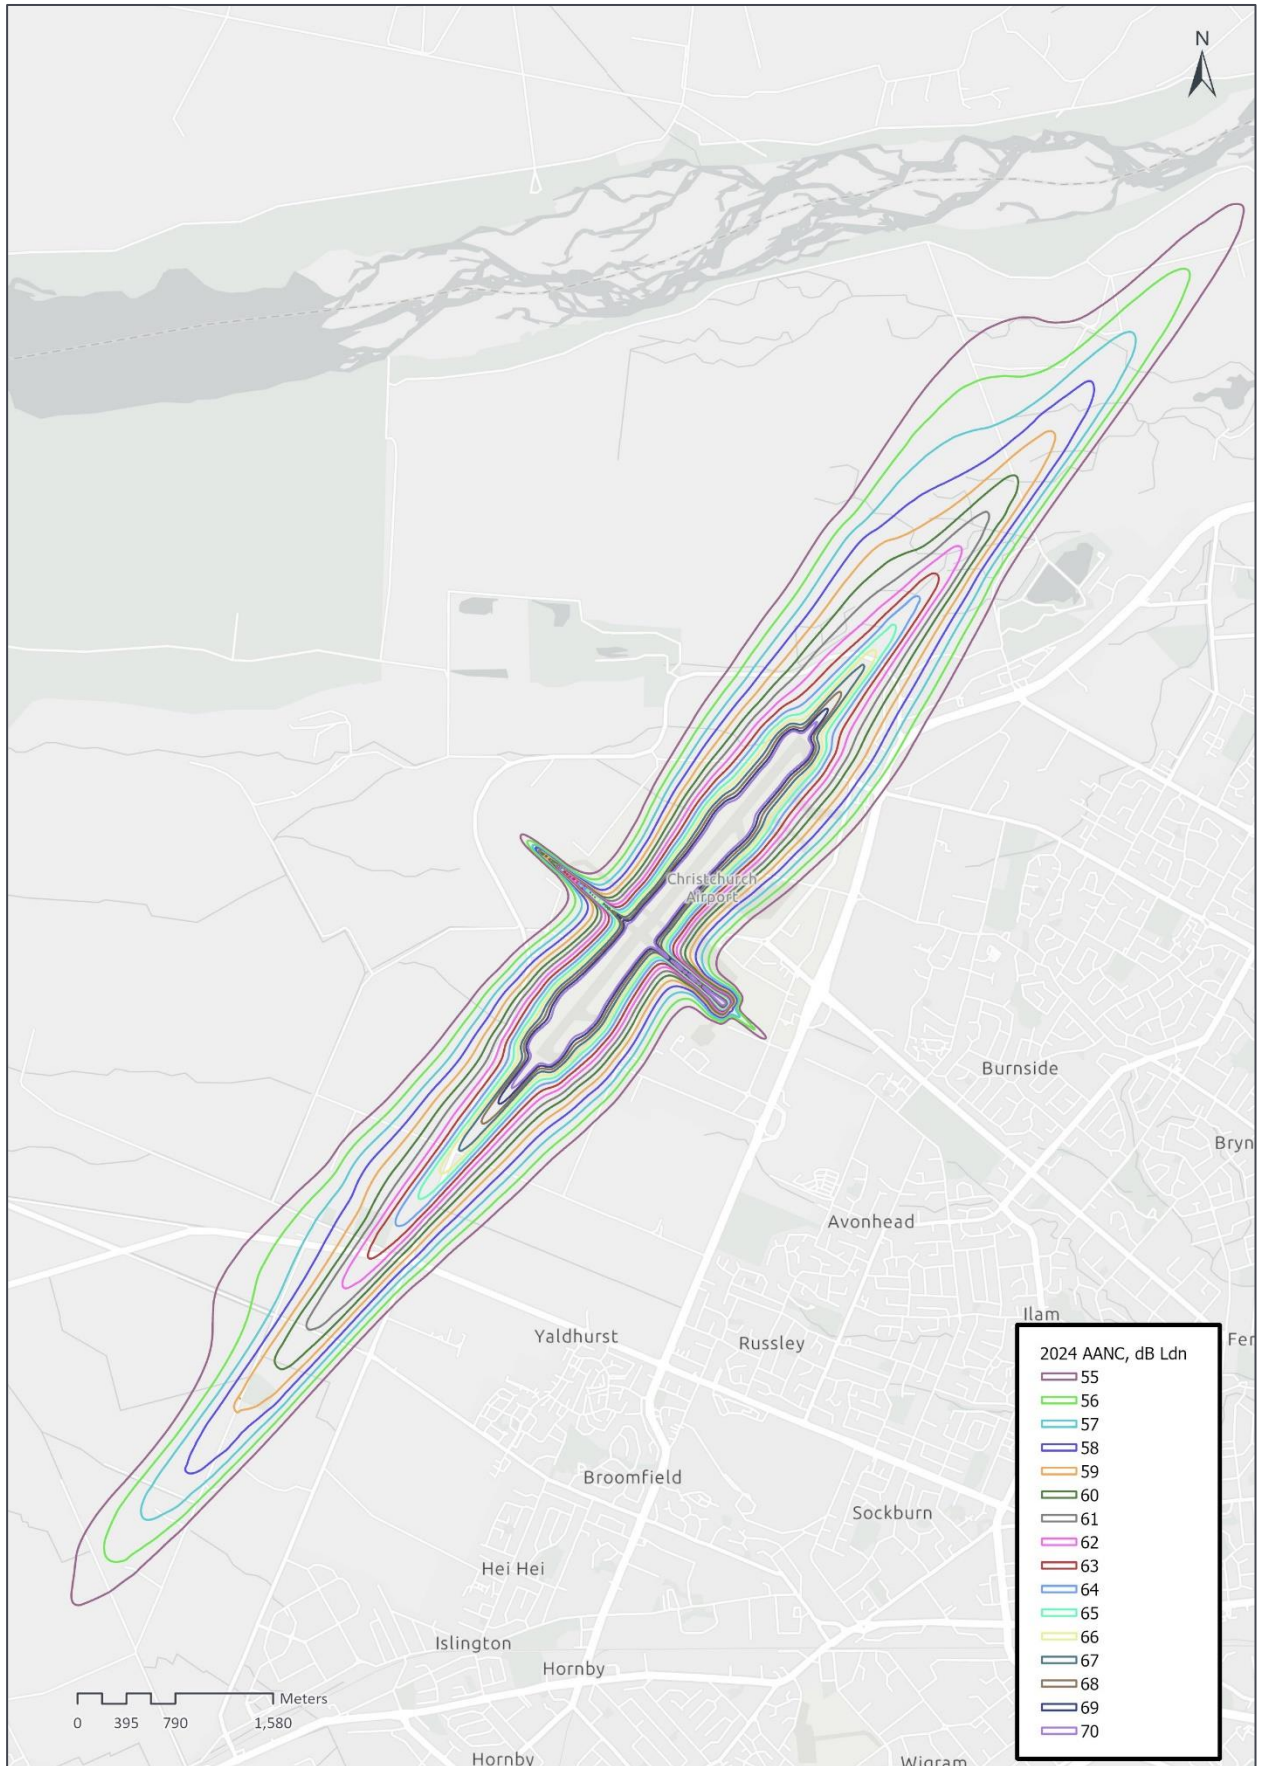 N
Christchurch
Airport
Burnside
Bryn
Avonhead
Ilam
Yaldhurst
Russley
Fer
2024 AANC, dB Ldn
55
56
57
58
59
60
61
62
63
64
65
66
67
68
69
70
Broomfield
Sockburn
Hei Hei
Islington
Hornby
Meters
0 395 790 1,580
Hornby
Wigram